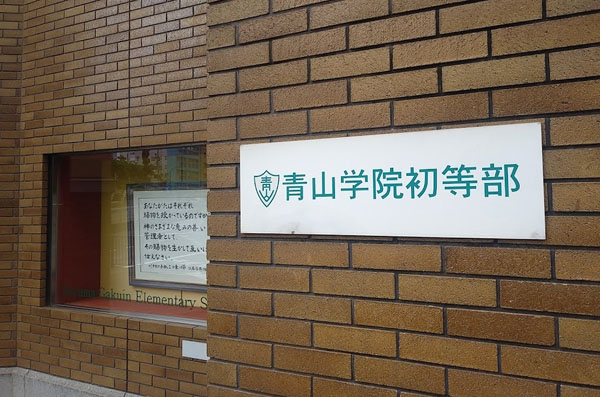 青山学院初等部
青山
あなたがたはそれぞれ
賜物を授かっているのですから
神のさまざまな恵みの善い
管理者として、
その賜物を生かして互いに
仕えなさい。
Gakuin Elementary S